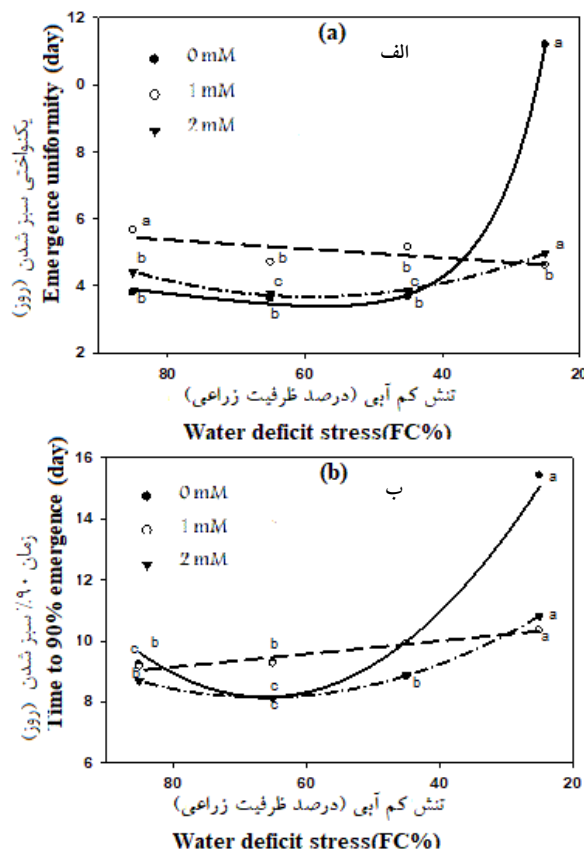 (a)
الف
0 mM
1 mM
2 mM
یکنواختی سبز شدن (روز)
Emergence uniformity (day)
12
0
6
4
2
a
a
b
b
b
b
b
c
b
c
b
a
b
80
60
40
20
تنش کم آبی (درصد ظرفیت زراعی)
Water deficit stress(FC%)
(b)
ب
0 mM
1 mM
2 mM
زمان ۹۰٪ سبز شدن (روز)
Time to 90% emergence (day)
16
14
12
10
8
6
a
c
b
b
b
c
c
b
a
a
80
60
40
20
تنش کم آبی (درصد ظرفیت زراعی)
Water deficit stress(FC%)